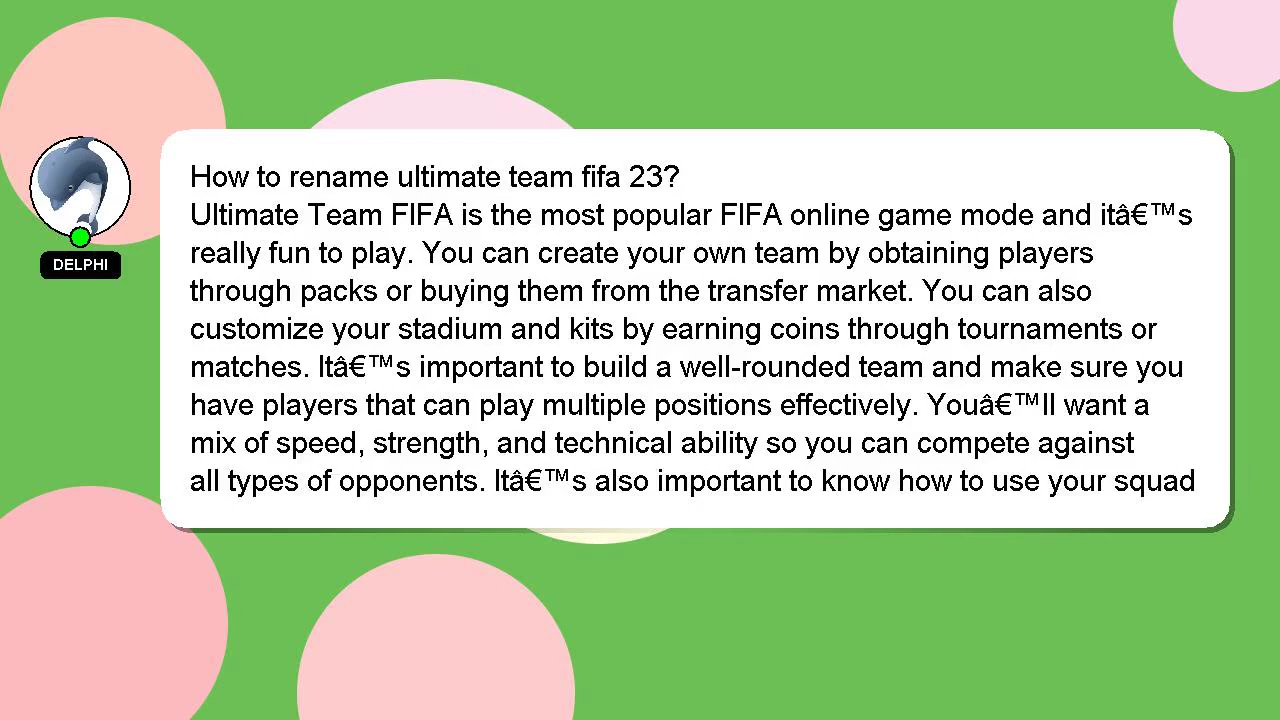 DELPHI
How to rename ultimate team fifa 23?
Ultimate Team FIFA is the most popular FIFA online game mode and itâ€™s
really fun to play. You can create your own team by obtaining players
through packs or buying them from the transfer market. You can also
customize your stadium and kits by earning coins through tournaments or
matches. Itâ€™s important to build a well-rounded team and make sure you
have players that can play multiple positions effectively. Youâ€™ll want a
mix of speed, strength, and technical ability so you can compete against
all types of opponents. Itâ€™s also important to know how to use your squad